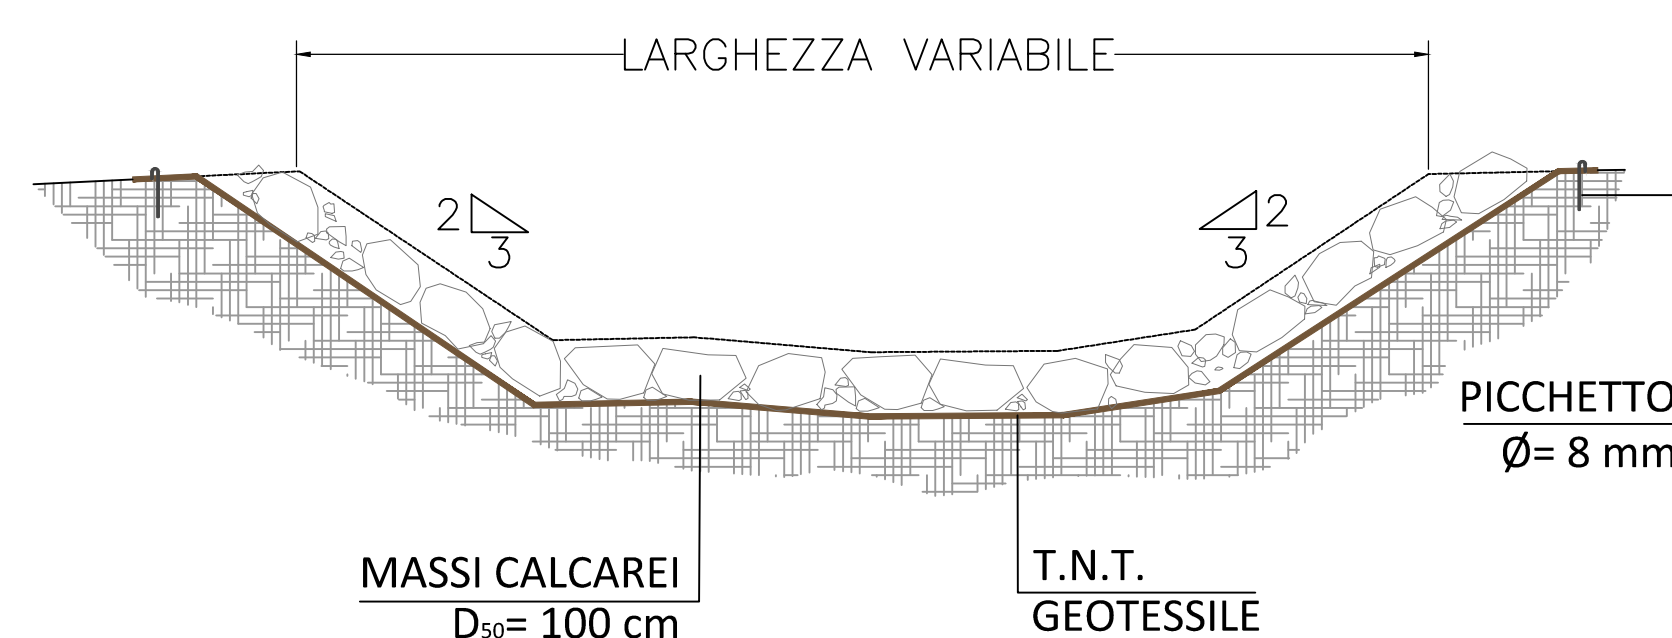 LARGHEZZA VARIABILE
2
3
2
3
PICCHETTO
Ø= 8 mm
MASSI CALCAREI
D₅₀= 100 cm
T.N.T.
GEOTESSILE